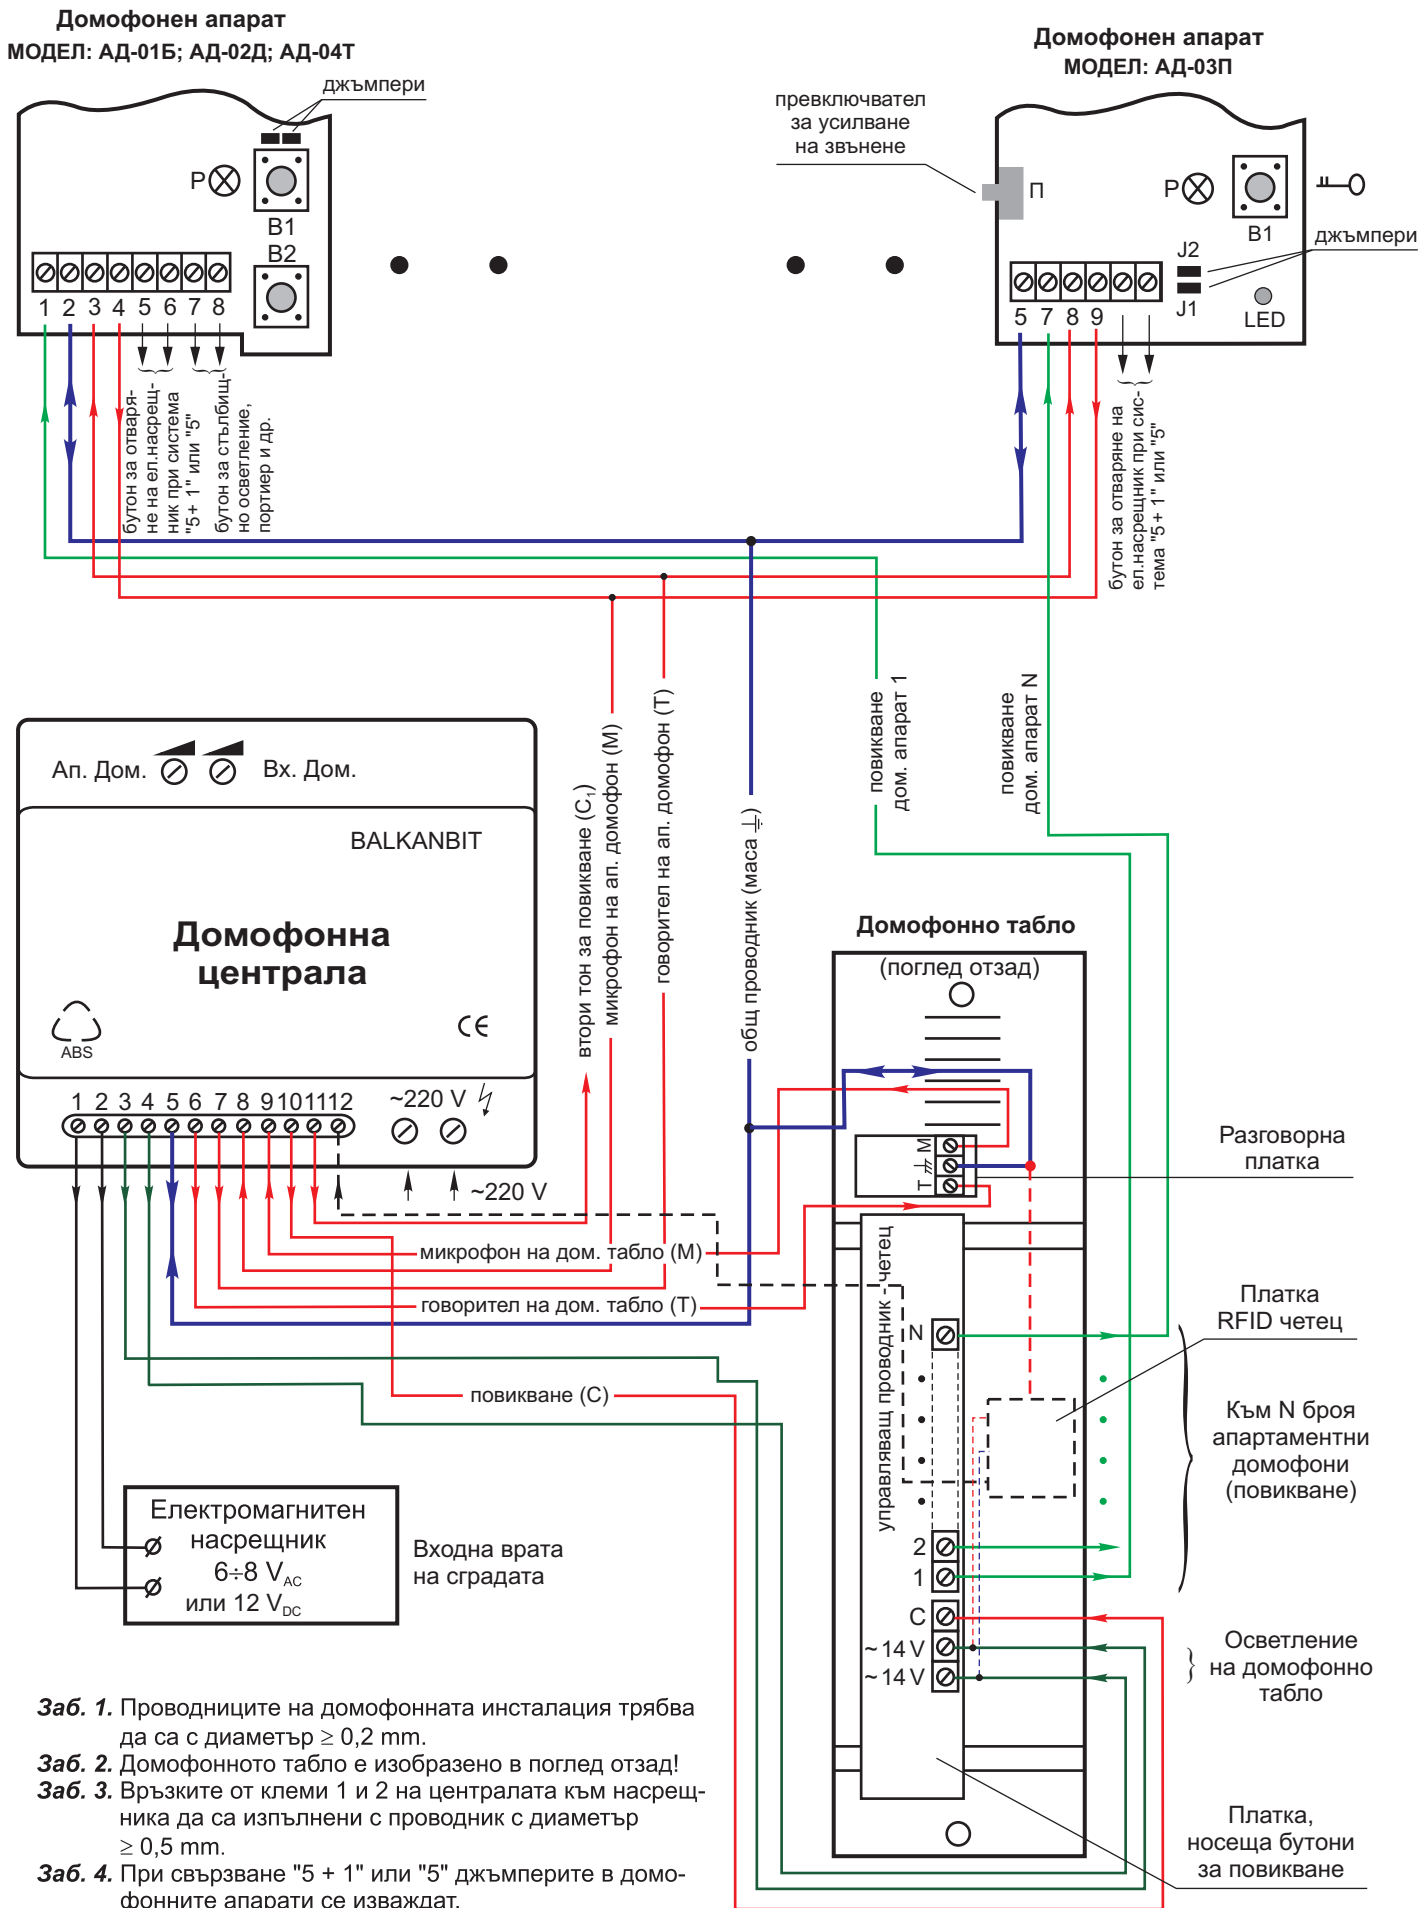 Домофонен апарат
МОДЕЛ: АД-01Б; АД-02Д; АД-04Т
джъмпери
P
B1
B2
1 2 3 4 5 6 7 8
бутон за отваря-
не на ел.насрещ-
ник при система
"5+ 1" или "5"
бутон за стълбищ-
но осветление,
портиер и др.
Домофонен апарат
МОДЕЛ: АД-03П
превключвател
за усилване
на звънене
П
P
B1
джъмпери
J2
J1
LED
5 7 8 9
бутон за отваряне на
ел.насрещник при сис-
тема "5 + 1" или "5"
повикване
дом. апарат 1
повикване
дом. апарат N
втори тон за повикване (C₁)
микрофон на ап. домофон (М)
говорител на ап. домофон (Т)
общ проводник (маса ⏚)
Ап. Дом.
Вх. Дом.
BALKANBIT
Домофонна
централа
ABS
CE
1 2 3 4 5 6 7 8 9 10 11 12
~220 V
~220 V
микрофон на дом. табло (М)
говорител на дом. табло (Т)
повикване (С)
Домофонно табло
(поглед отзад)
М
Т
Разговорна
платка
управляващ проводник - четец
N
2
1
C
~ 14 V
~ 14 V
Платка
RFID четец
Към N броя
апартаментни
домофони
(повикване)
Осветление
на домофонно
табло
Платка,
носеща бутони
за повикване
Електромагнитен
насрещник
6÷8 V AC
или 12 V DC
Входна врата
на сградата
Заб. 1. Проводниците на домофонната инсталация трябва
да са с диаметър ≥ 0,2 mm.
Заб. 2. Домофонното табло е изобразено в поглед отзад!
Заб. 3. Връзките от клеми 1 и 2 на централата към насрещ-
ника да са изпълнени с проводник с диаметър
≥ 0,5 mm.
Заб. 4. При свързване "5 + 1" или "5" джъмперите в домо-
фонните апарати се изваждат.